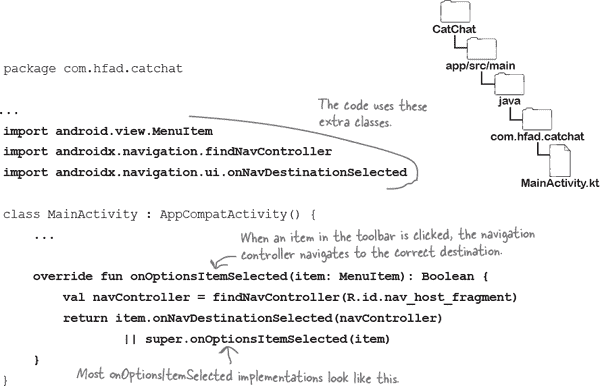 CatChat
app/src/main
java
com.hfad.catchat
MainActivity.kt
package com.hfad.catchat
...
The code uses these
extra classes.
import android.view.MenuItem
import androidx.navigation.findNavController
import androidx.navigation.ui.onNavDestinationSelected
class MainActivity : AppCompatActivity() {
...
When an item in the toolbar is clicked, the navigation
controller navigates to the correct destination.
override fun onOptionsItemSelected(item: MenuItem): Boolean {
val navController = findNavController(R.id.nav_host_fragment)
return item.onNavDestinationSelected(navController)
|| super.onOptionsItemSelected(item)
}
Most onOptionsItemSelected implementations look like this.
}